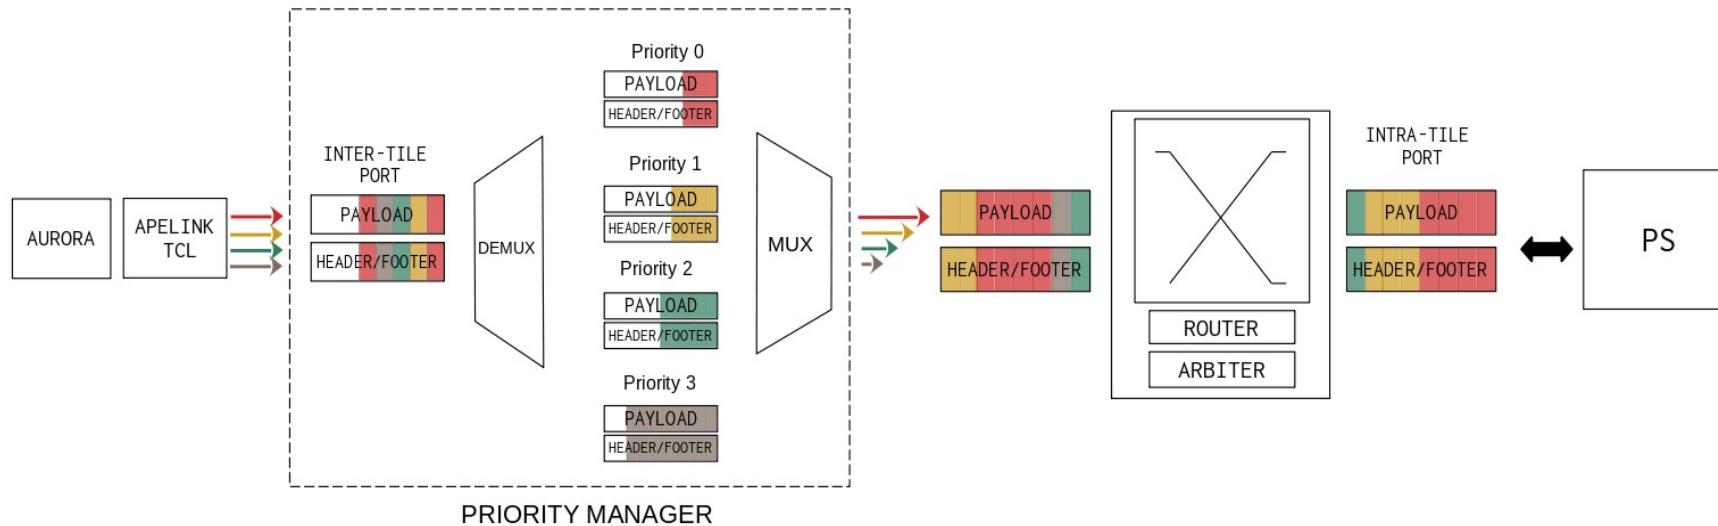 AURORA
APELINK
TCL
INTER-TILE
PORT
PAYLOAD
HEADER/FOOTER
DEMUX
Priority 0
PAYLOAD
HEADER/FOOTER
Priority 1
PAYLOAD
HEADER/FOOTER
Priority 2
PAYLOAD
HEADER/FOOTER
Priority 3
PAYLOAD
HEADER/FOOTER
MUX
PRIORITY MANAGER
PAYLOAD
HEADER/FOOTER
ROUTER
ARBITER
INTRA-TILE
PORT
PAYLOAD
HEADER/FOOTER
PS